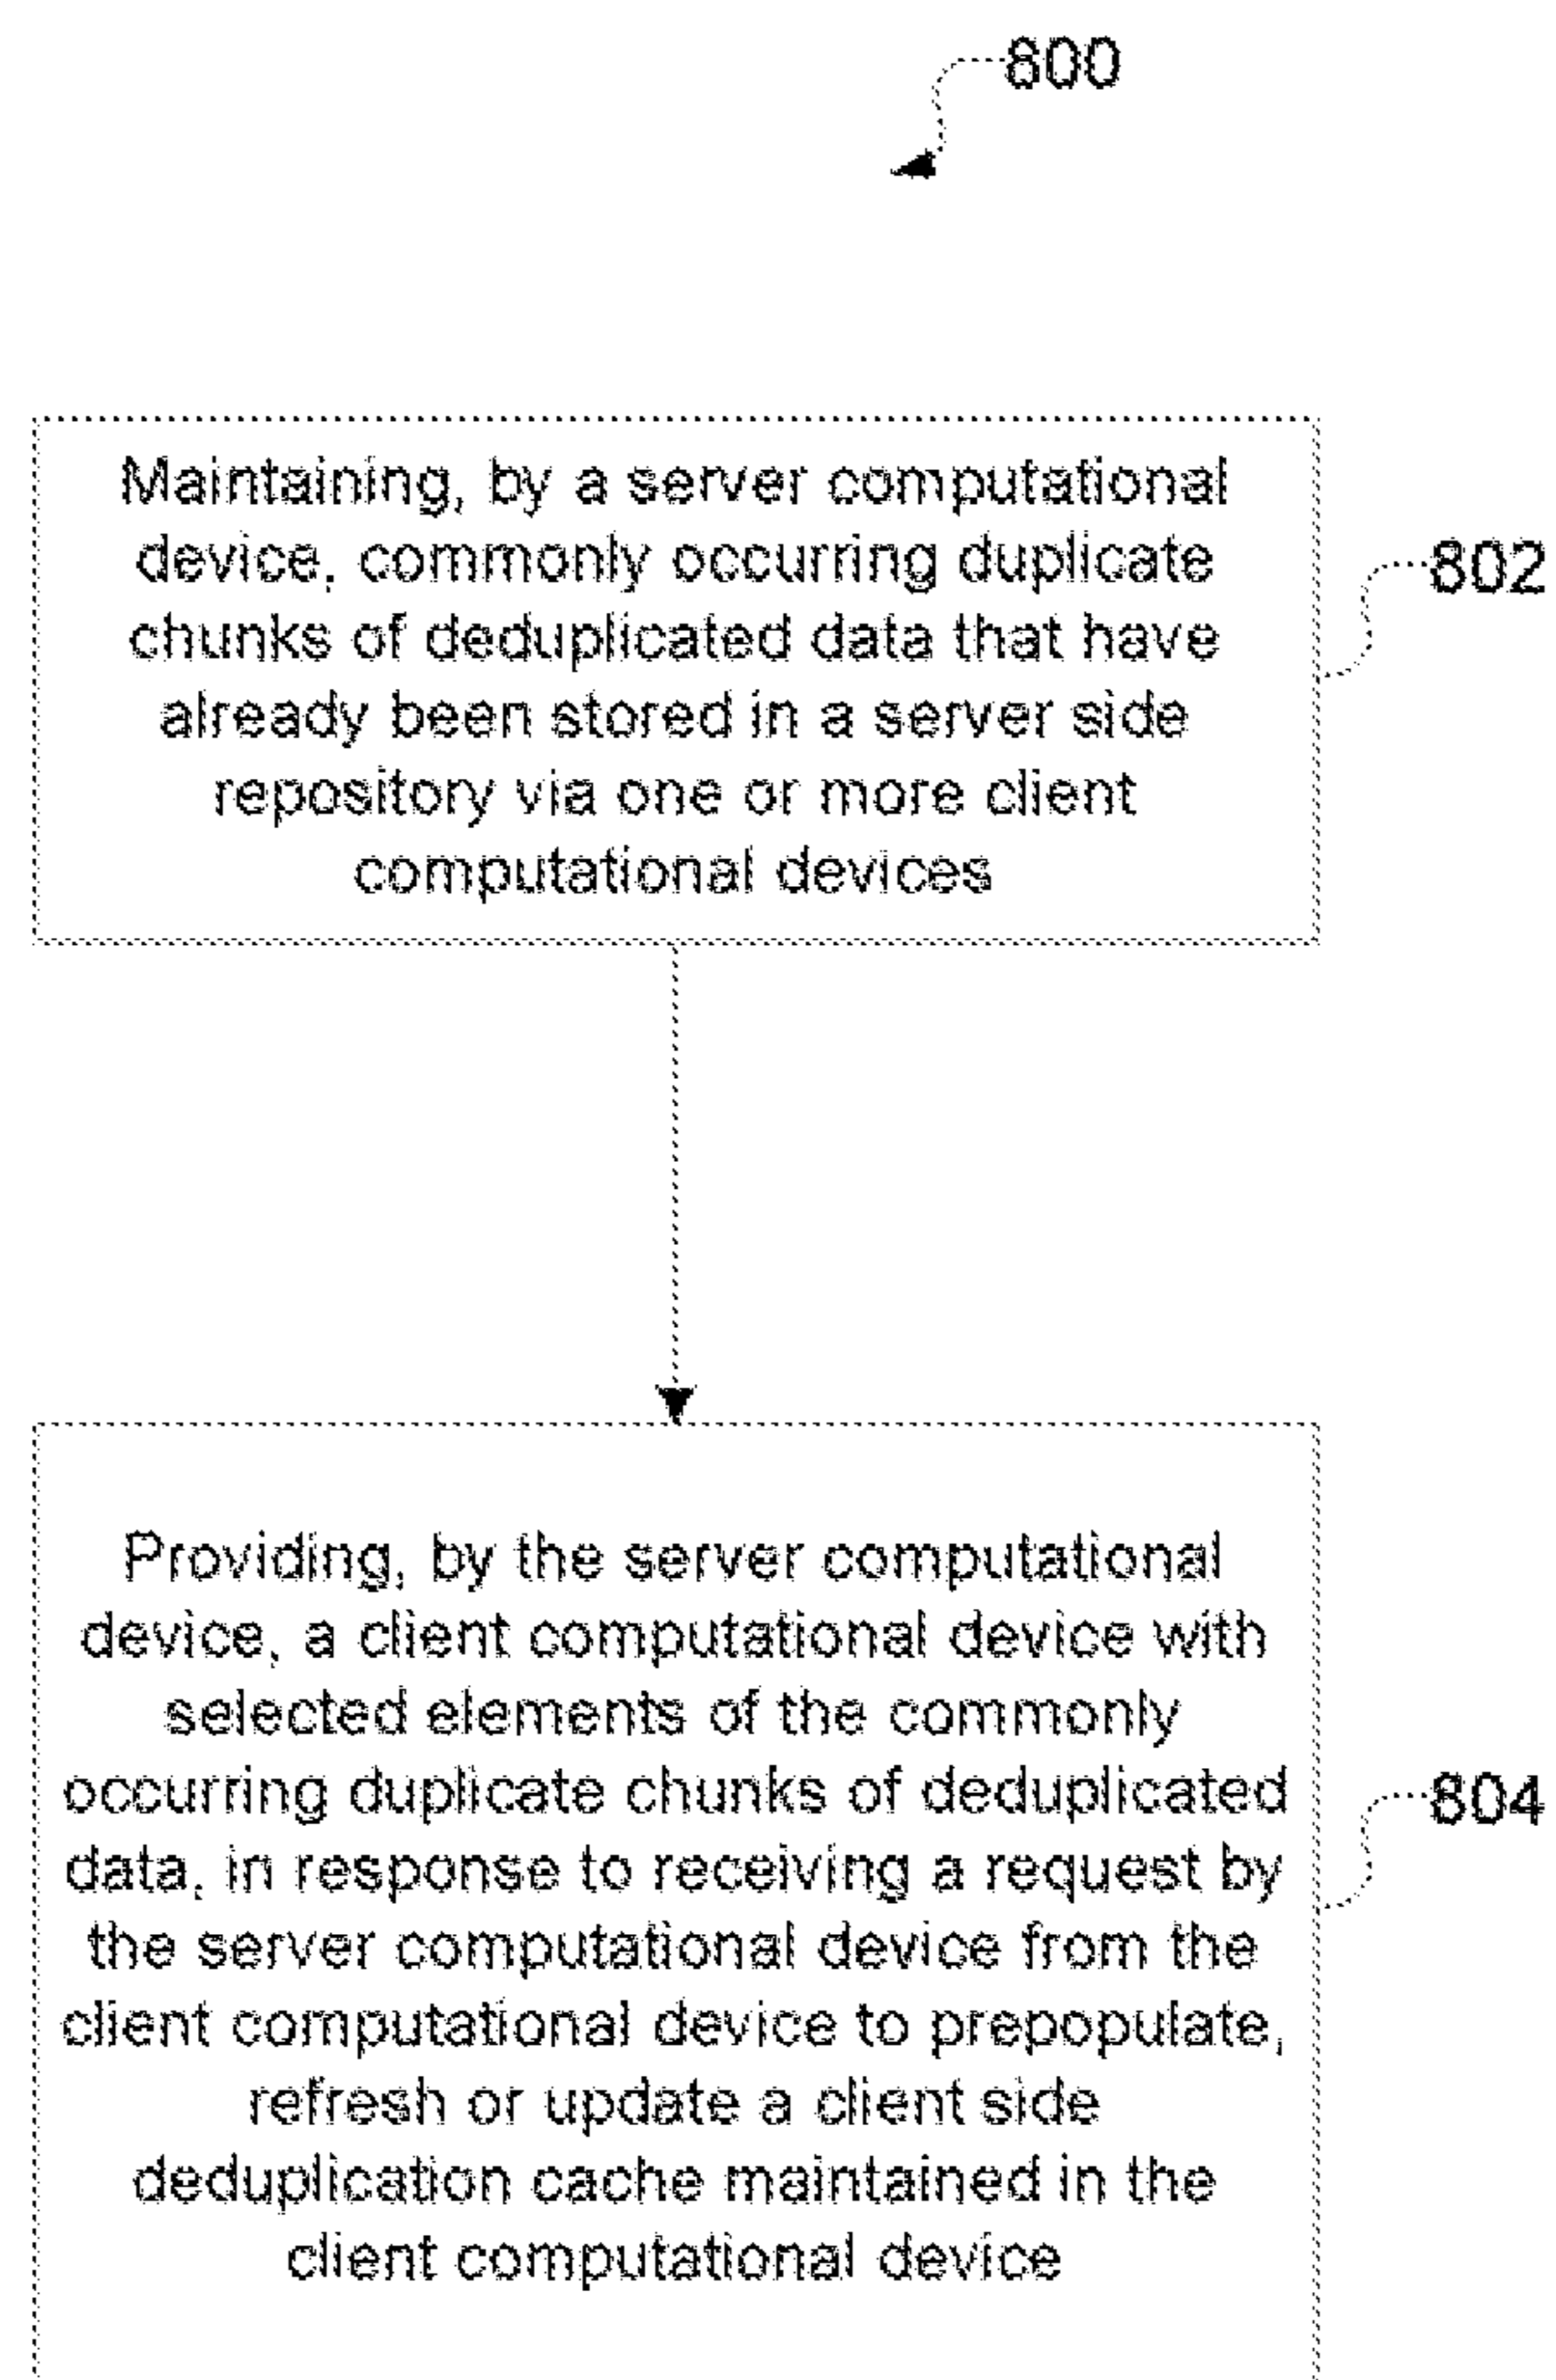 800
Maintaining, by a server computational
device, commonly occurring duplicate
chunks of deduplicated data that have
802
already been stored in a server side
repository via one or more client
computational devices
Providing, by the server computational
device, a client computational device with
selected elements of the commonly
occurring duplicate chunks of deduplicated
804
data, in response to receiving a request by
the server computational device from the
client computational device to prepopulate,
refresh or update a client side
deduplication cache maintained in the
client computational device